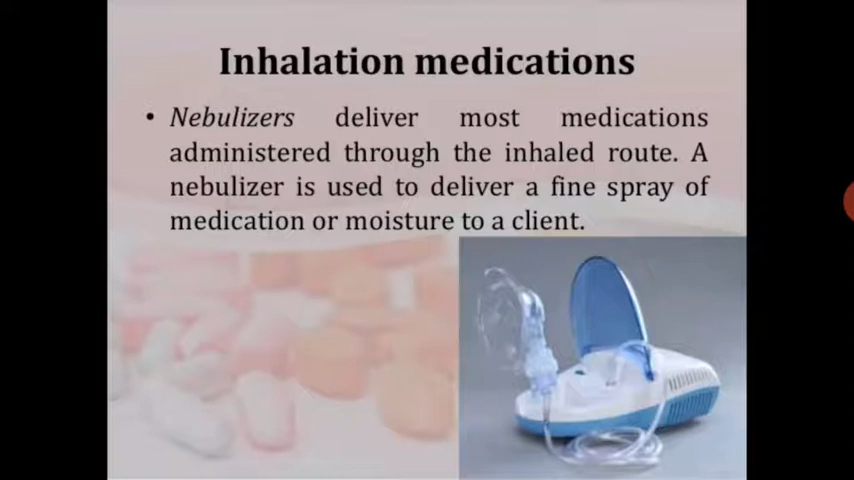 Inhalation medications
• Nebulizers deliver most medications
administered through the inhaled route. A
nebulizer is used to deliver a fine spray of
medication or moisture to a client.